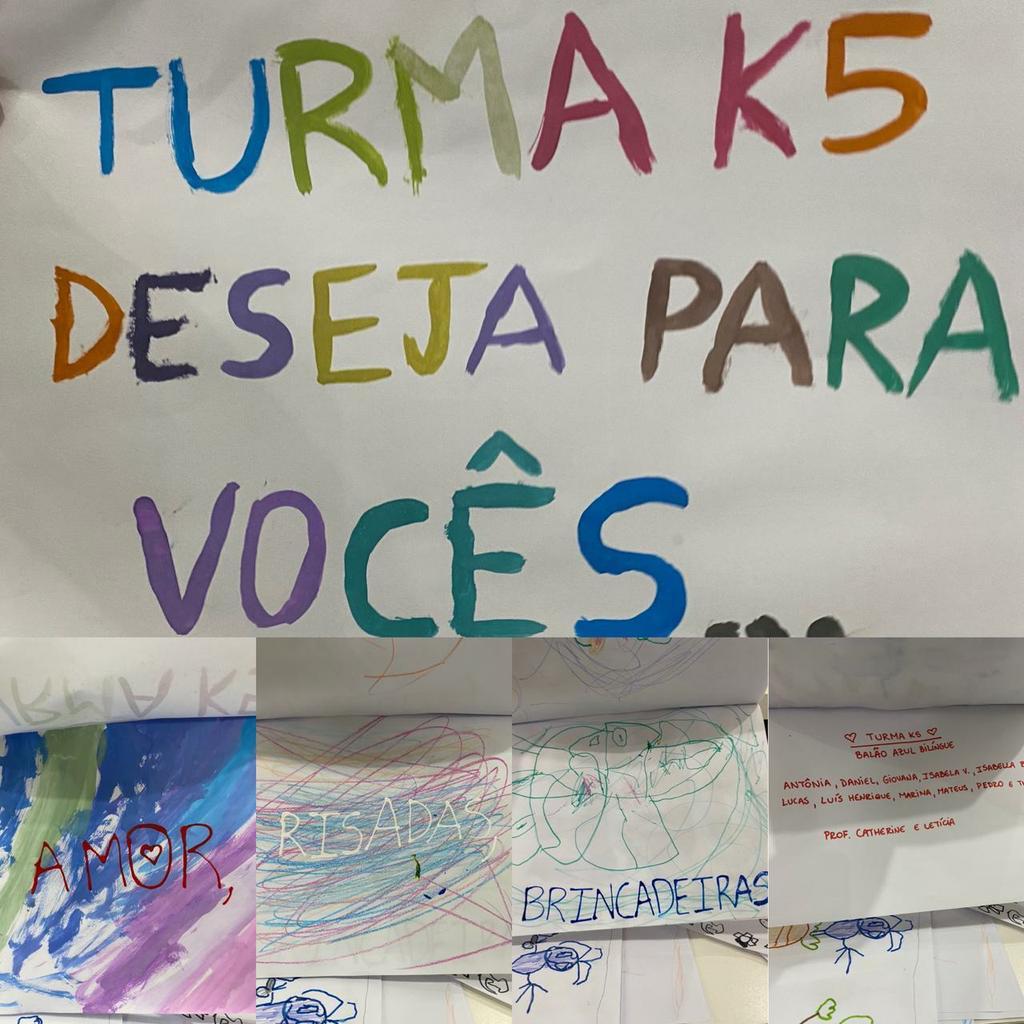 TURMA K5
DESEJA PARA
VOCÊS...
AMOR,
RISADAS,
BRINCADEIRAS
♡ TURMA K5 ♡
BALÃO AZUL BILÍNGUE
ANTÔNIA, DANIEL, GIOVANA, ISABELA V., ISABELLA
LUCAS, LUÍS HENRIQUE, MARINA, MATEUS, PEDRO E
PROF. CATHERINE E LETÍCIA